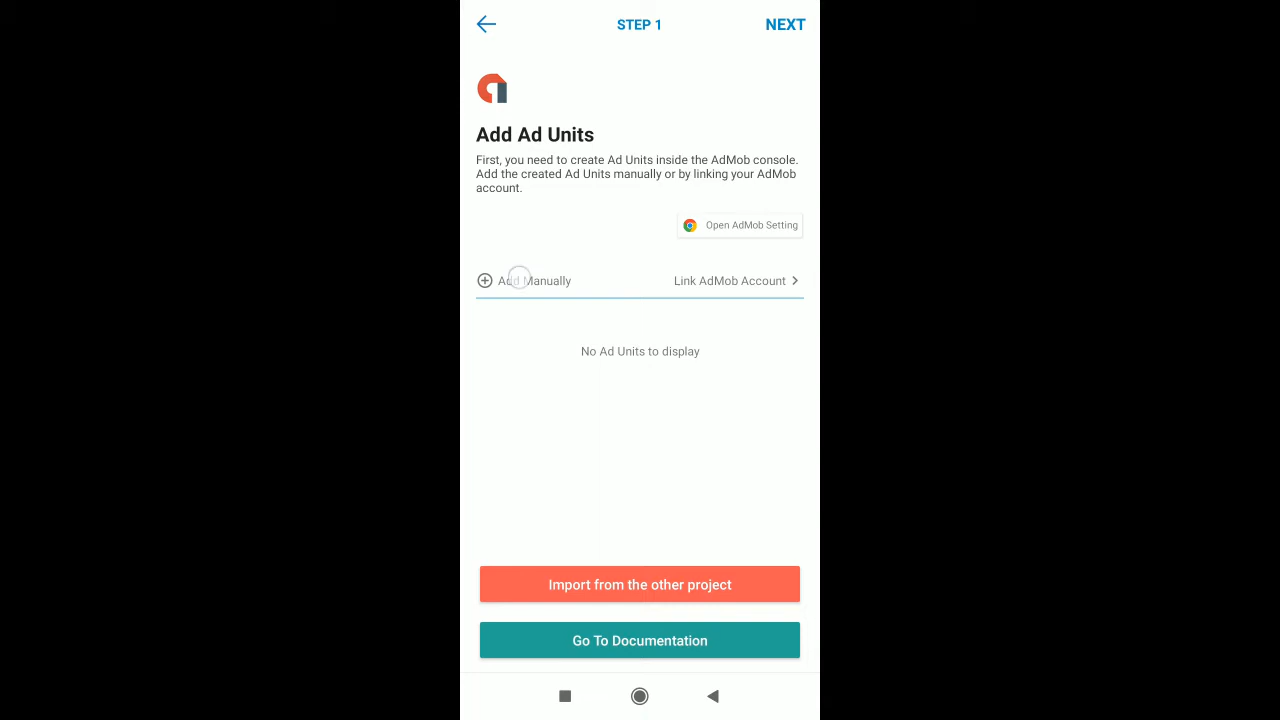 STEP 1
NEXT
Add Ad Units
First, you need to create Ad Units inside the AdMob console.
Add the created Ad Units manually or by linking your AdMob
account.
Open AdMob Setting
Add Manually
Link AdMob Account
No Ad Units to display
Import from the other project
Go To Documentation